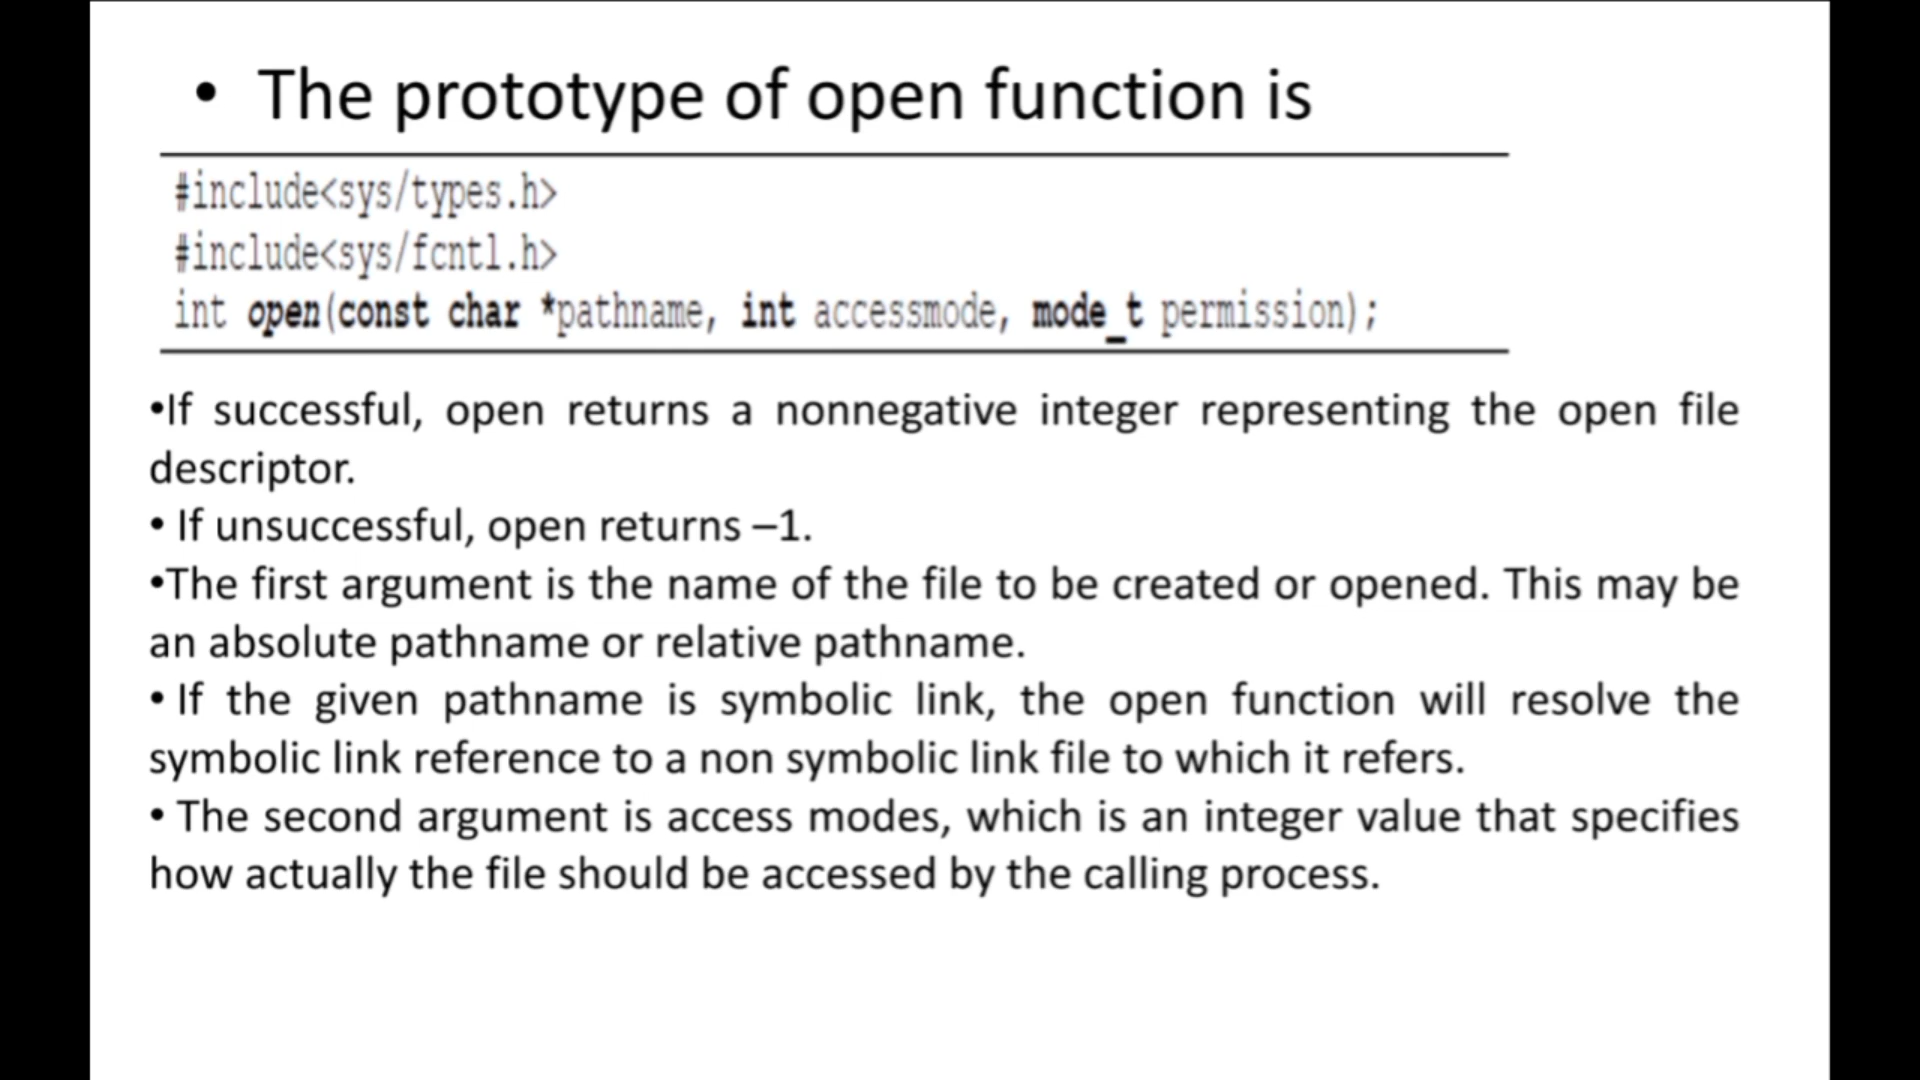 • The prototype of open function is
#include<sys/types.h>
#include<sys/fcntl.h>
int open(const char *pathname, int accessmode, mode_t permission);
•If successful, open returns a nonnegative integer representing the open file
descriptor.
• If unsuccessful, open returns –1.
•The first argument is the name of the file to be created or opened. This may be
an absolute pathname or relative pathname.
• If the given pathname is symbolic link, the open function will resolve the
symbolic link reference to a non symbolic link file to which it refers.
• The second argument is access modes, which is an integer value that specifies
how actually the file should be accessed by the calling process.